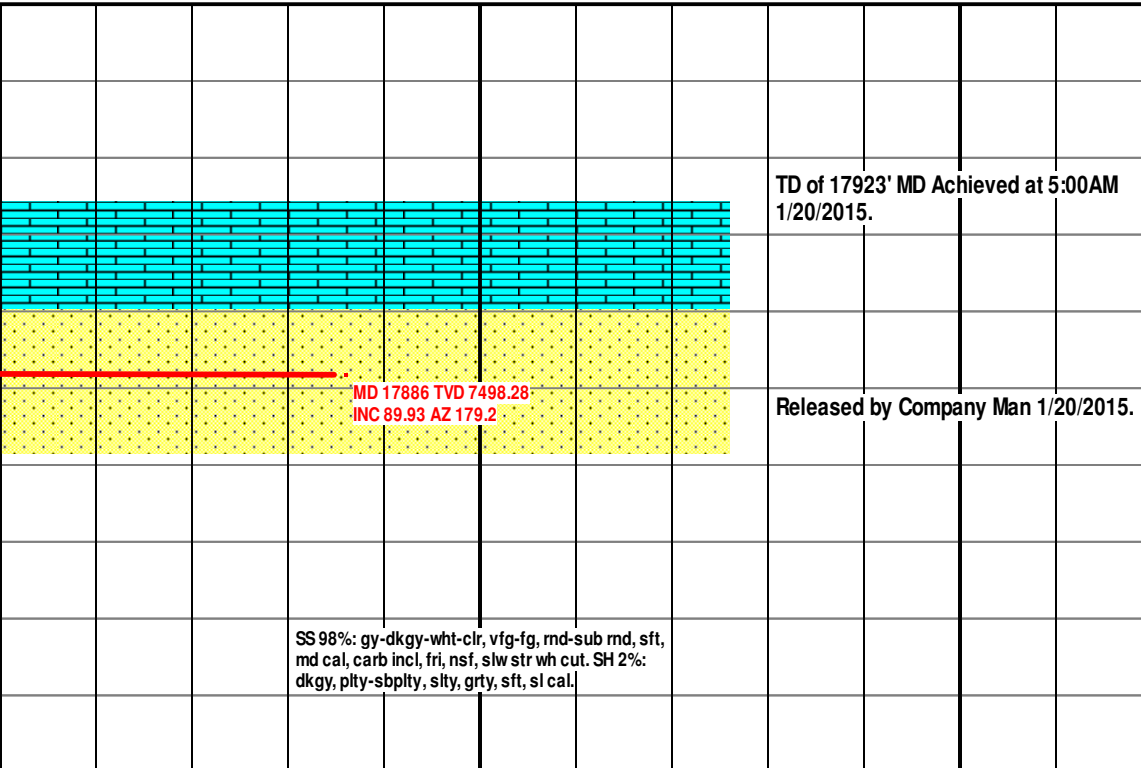 TD of 17923' MD Achieved at 5:00AM
1/20/2015.
MD 17886 TVD 7498.28
INC 89.93 AZ 179.2
Released by Company Man 1/20/2015.
SS 98%: gy-dkgy-wht-clr, vfg-fg, rnd-sub rnd, sft,
md cal, carb incl, fri, nsf, slw str wh cut. SH 2%:
dkgy, plty-sbplty, slty, grty, sft, sl cal.